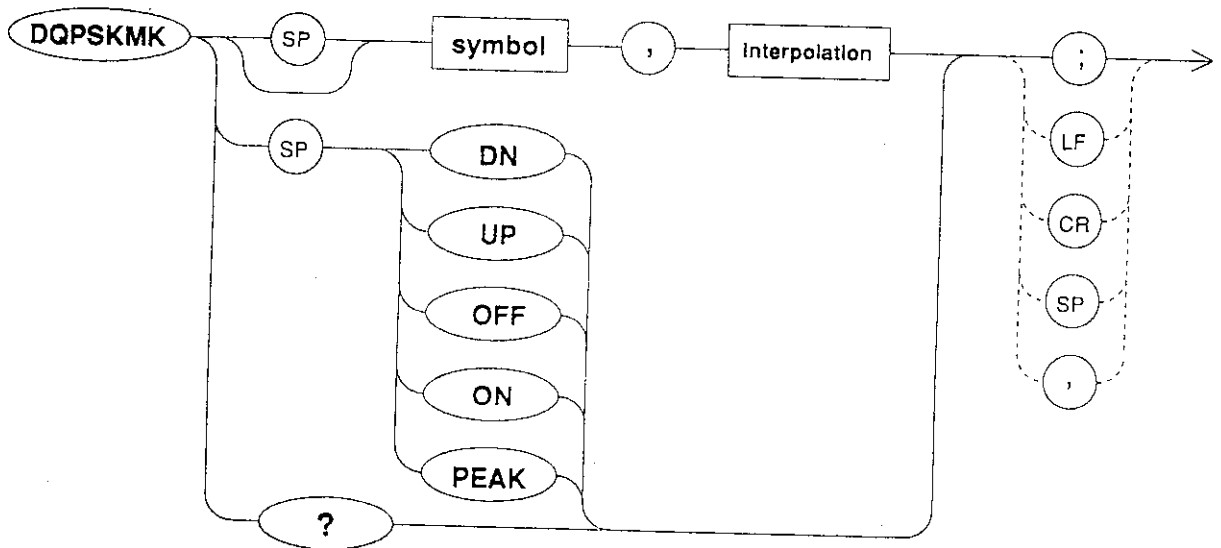 DQPSKMK SP symbol , Interpolation ;
SP DN LF
UP CR
OFF SP
ON ,
PEAK
?